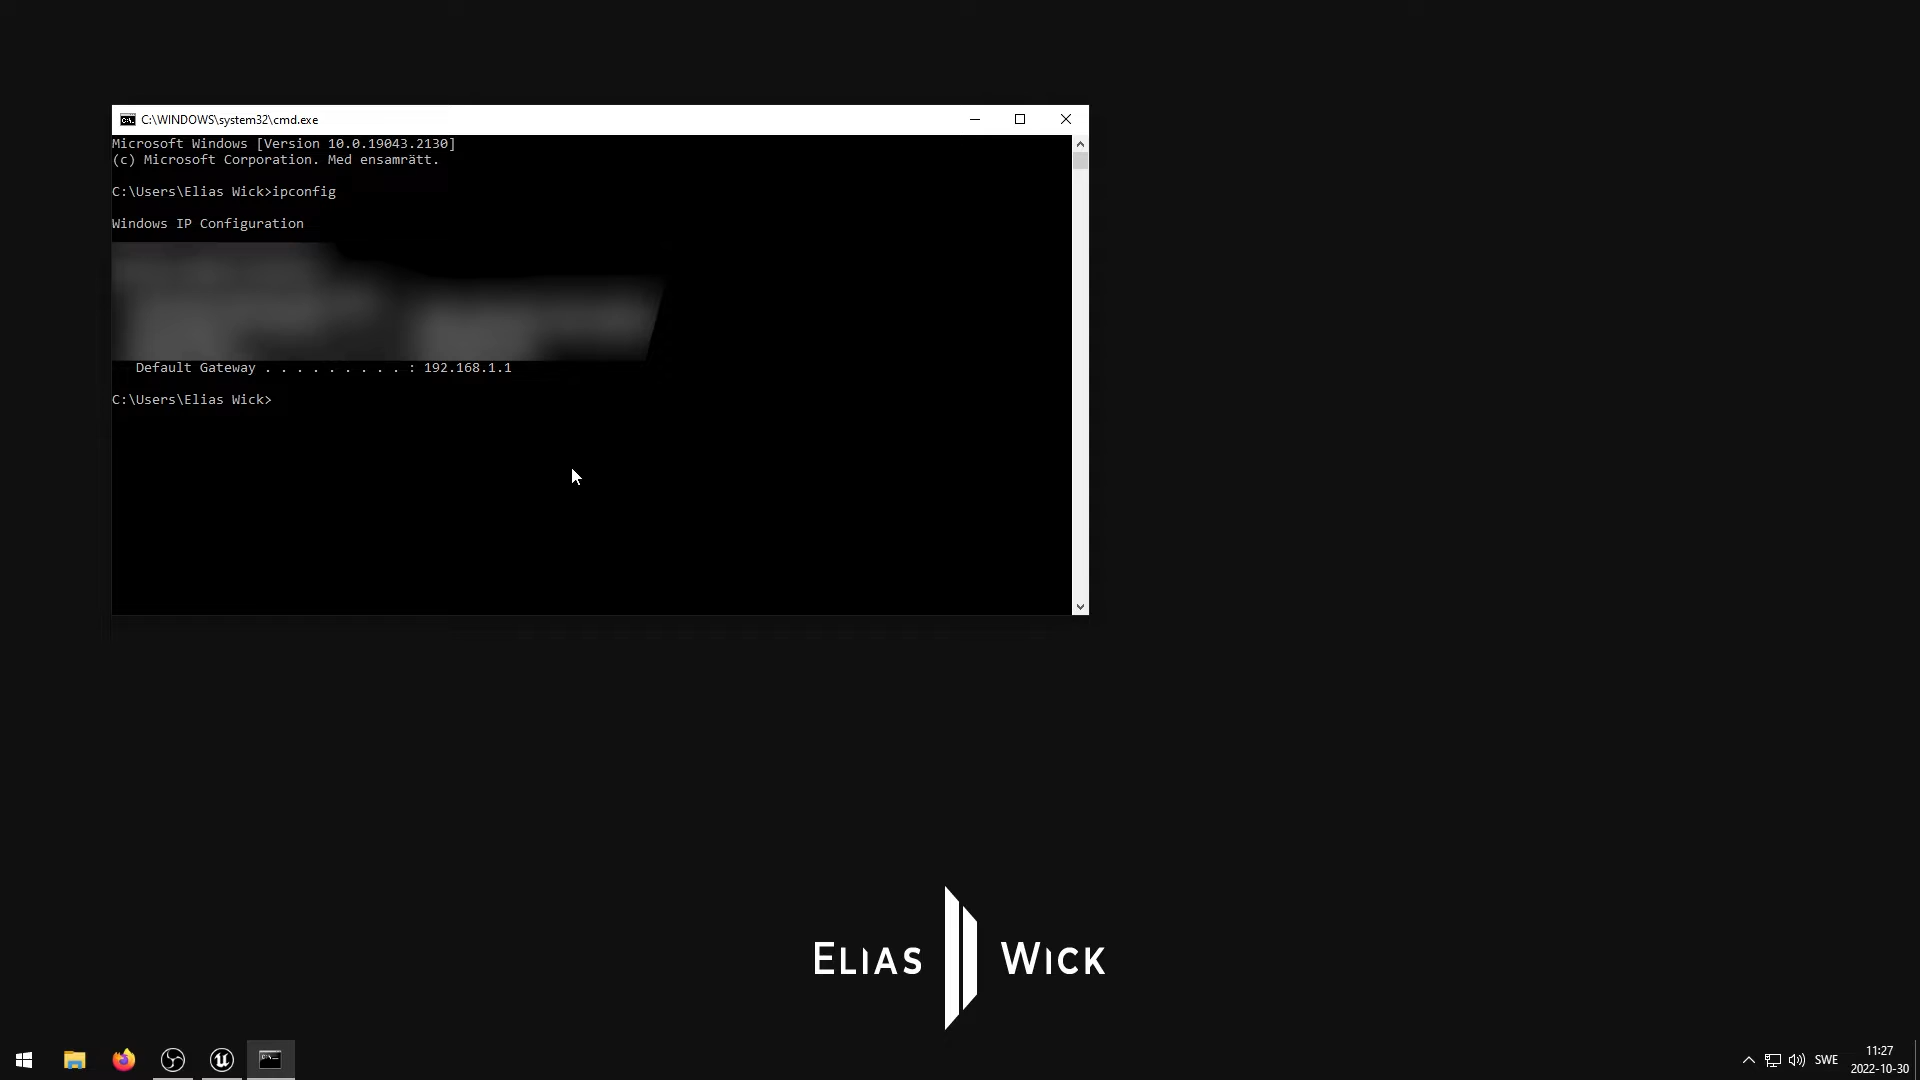 C:\WINDOWS\system32\cmd.exe
Microsoft Windows [Version 10.0.19043.2130]
(c) Microsoft Corporation. Med ensamrätt.
C:\Users\Elias Wick>ipconfig
Windows IP Configuration
Default Gateway . . . . . . . . . : 192.168.1.1
C:\Users\Elias Wick>
ELIAS WICK
SWE
11:27
2022-10-30